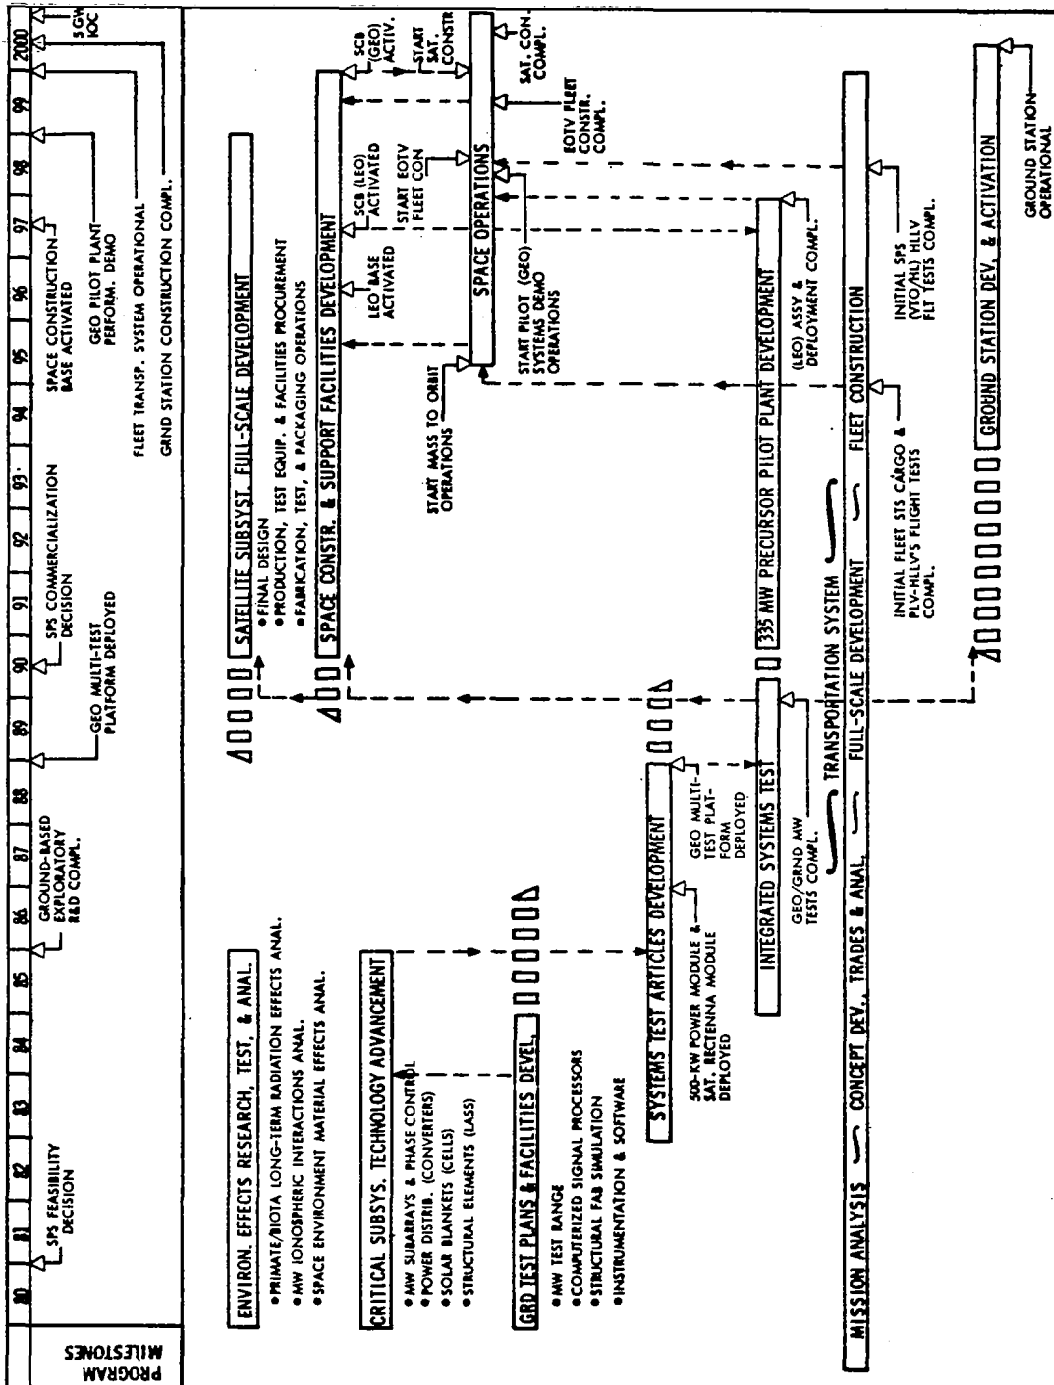 PROGRAM
MILESTONES
80 81 82 83 84 85 86 87 88 89 90 91 92 93 94 95 96 97 98 99 2000
SPS FEASIBILITY
DECISION
GROUND-BASED
EXPLORATORY
R&D COMPL.
GEO MULTI-TEST
PLATFORM DEPLOYED
SPS COMMERCIALIZATION
DECISION
SPACE CONSTRUCTION
BASE ACTIVATED
GEO PILOT PLANT
PERFORM. DEMO
FLEET TRANSP. SYSTEM OPERATIONAL
GRND STATION CONSTRUCTION COMPL.
5 GW
IOC
ENVIRON. EFFECTS RESEARCH, TEST, & ANAL.
•PRIMATE/BIOTA LONG-TERM RADIATION EFFECTS ANAL.
•MW IONOSPHERIC INTERACTIONS ANAL.
•SPACE ENVIRONMENT MATERIAL EFFECTS ANAL.
SATELLITE SUBSYST. FULL-SCALE DEVELOPMENT
•FINAL DESIGN
•PRODUCTION, TEST EQUIP. & FACILITIES PROCUREMENT
•FABRICATION, TEST, & PACKAGING OPERATIONS
SPACE CONSTR. & SUPPORT FACILITIES DEVELOPMENT
LEO BASE
ACTIVATED
SCB (LEO)
ACTIVATED
SCB
(GEO)
ACTIV.
START EOTV
FLEET CON
START
SAT.
CONSTR
CRITICAL SUBSYS. TECHNOLOGY ADVANCEMENT
•MW SUBARRAYS & PHASE CONTROL
•POWER DISTRIB. (CONVERTERS)
•SOLAR BLANKETS (CELLS)
•STRUCTURAL ELEMENTS (LASS)
START MASS TO ORBIT
OPERATIONS
SPACE OPERATIONS
START PILOT (GEO)
SYSTEMS DEMO
OPERATIONS
EOTV FLEET
CONSTR.
COMPL.
SAT. CON.
COMPL.
GRD TEST PLANS & FACILITIES DEVEL.
•MW TEST RANGE
•COMPUTERIZED SIGNAL PROCESSORS
•STRUCTURAL FAB SIMULATION
•INSTRUMENTATION & SOFTWARE
SYSTEMS TEST ARTICLES DEVELOPMENT
500-KW POWER MODULE &
SAT. RECTENNA MODULE
DEPLOYED
GEO MULTI-
TEST PLAT-
FORM
DEPLOYED
INTEGRATED SYSTEMS TEST
GEO/GRND MW
TESTS COMPL.
335 MW PRECURSOR PILOT PLANT DEVELOPMENT
(LEO) ASSY &
DEPLOYMENT COMPL.
TRANSPORTATION SYSTEM
MISSION ANALYSIS CONCEPT DEV., TRADES & ANAL. FULL-SCALE DEVELOPMENT FLEET CONSTRUCTION
INITIAL FLEET STS CARGO &
PLV-HLLV'S FLIGHT TESTS
COMPL.
INITIAL SPS
(VTO/HL) HLLV
FLT TESTS COMPL.
GROUND STATION DEV. & ACTIVATION
GROUND STATION
OPERATIONAL